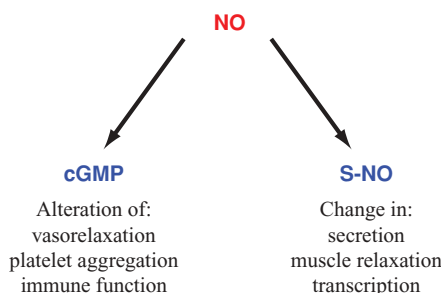 NO
cGMP
Alteration of:
vasorelaxation
platelet aggregation
immune function
S-NO
Change in:
secretion
muscle relaxation
transcription